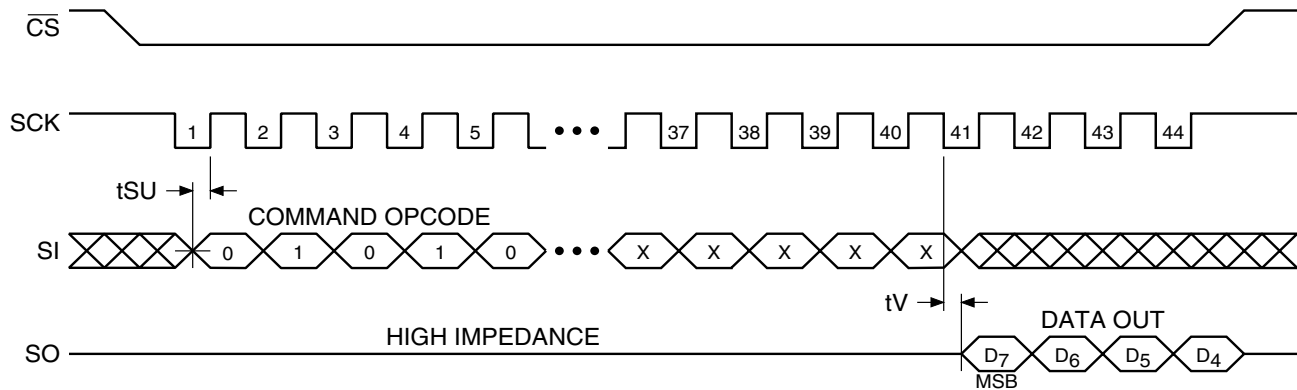 CS
SCK 1 2 3 4 5 ••• 37 38 39 40 41 42 43 44
tSU
COMMAND OPCODE
SI 0 1 0 1 0 ••• X X X X X
tV
HIGH IMPEDANCE DATA OUT
SO D7 D6 D5 D4
MSB